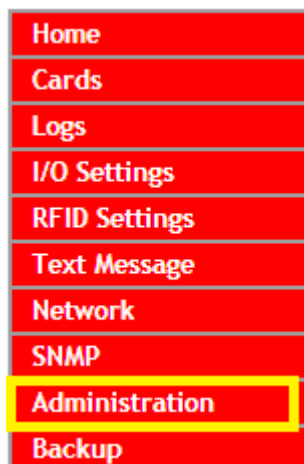 Home
Cards
Logs
I/O Settings
RFID Settings
Text Message
Network
SNMP
Administration
Backup